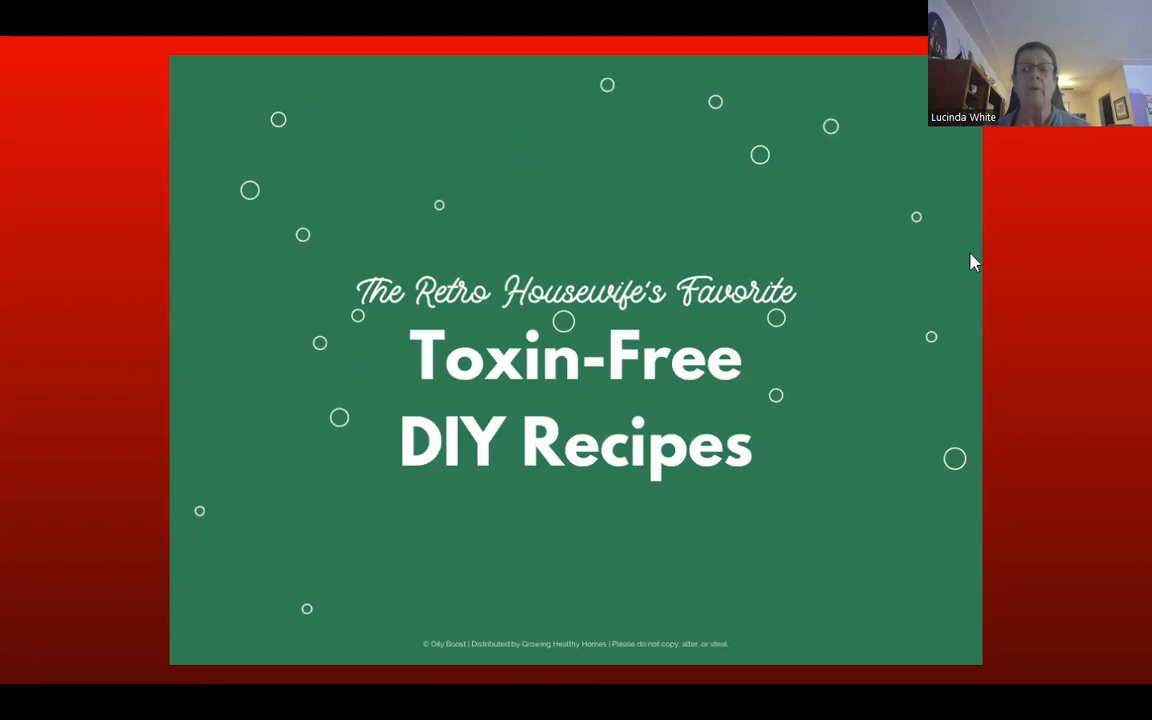 Lucinda White
The Retro Housewife's Favorite
Toxin-Free
DIY Recipes
© Oily Boost | Distributed by Growing Healthy Homes | Please do not copy, alter, or steal.